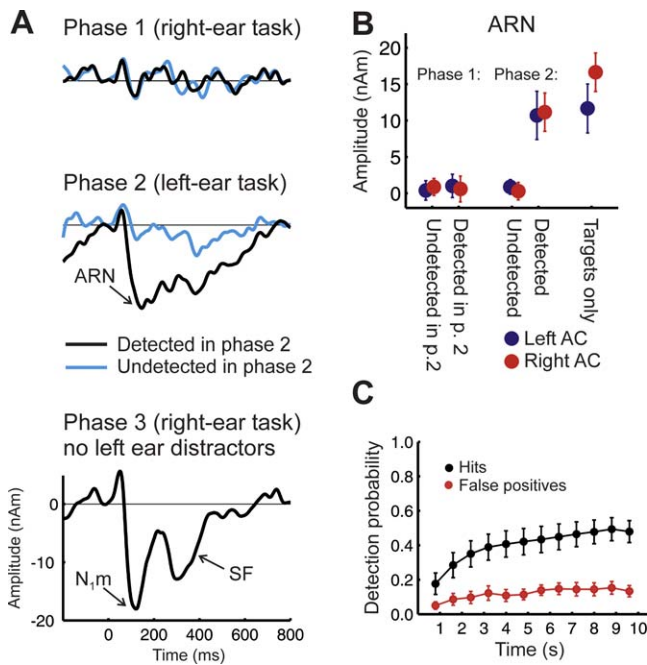 A
Phase 1 (right-ear task)
Phase 2 (left-ear task)
ARN
Detected in phase 2
Undetected in phase 2
Phase 3 (right-ear task)
no left ear distractors
Amplitude (nAm)
0
-10
-20
N1m
SF
0 200 400 600 800
Time (ms)
B
ARN
Amplitude (nAm)
20
15
10
5
0
Phase 1: Phase 2:
Undetected in p.2
Detected in p. 2
Undetected
Detected
Targets only
Left AC
Right AC
C
Detection probability
1.0
0.8
0.6
0.4
0.2
0.0
Hits
False positives
1 2 3 4 5 6 7 8 9 10
Time (s)